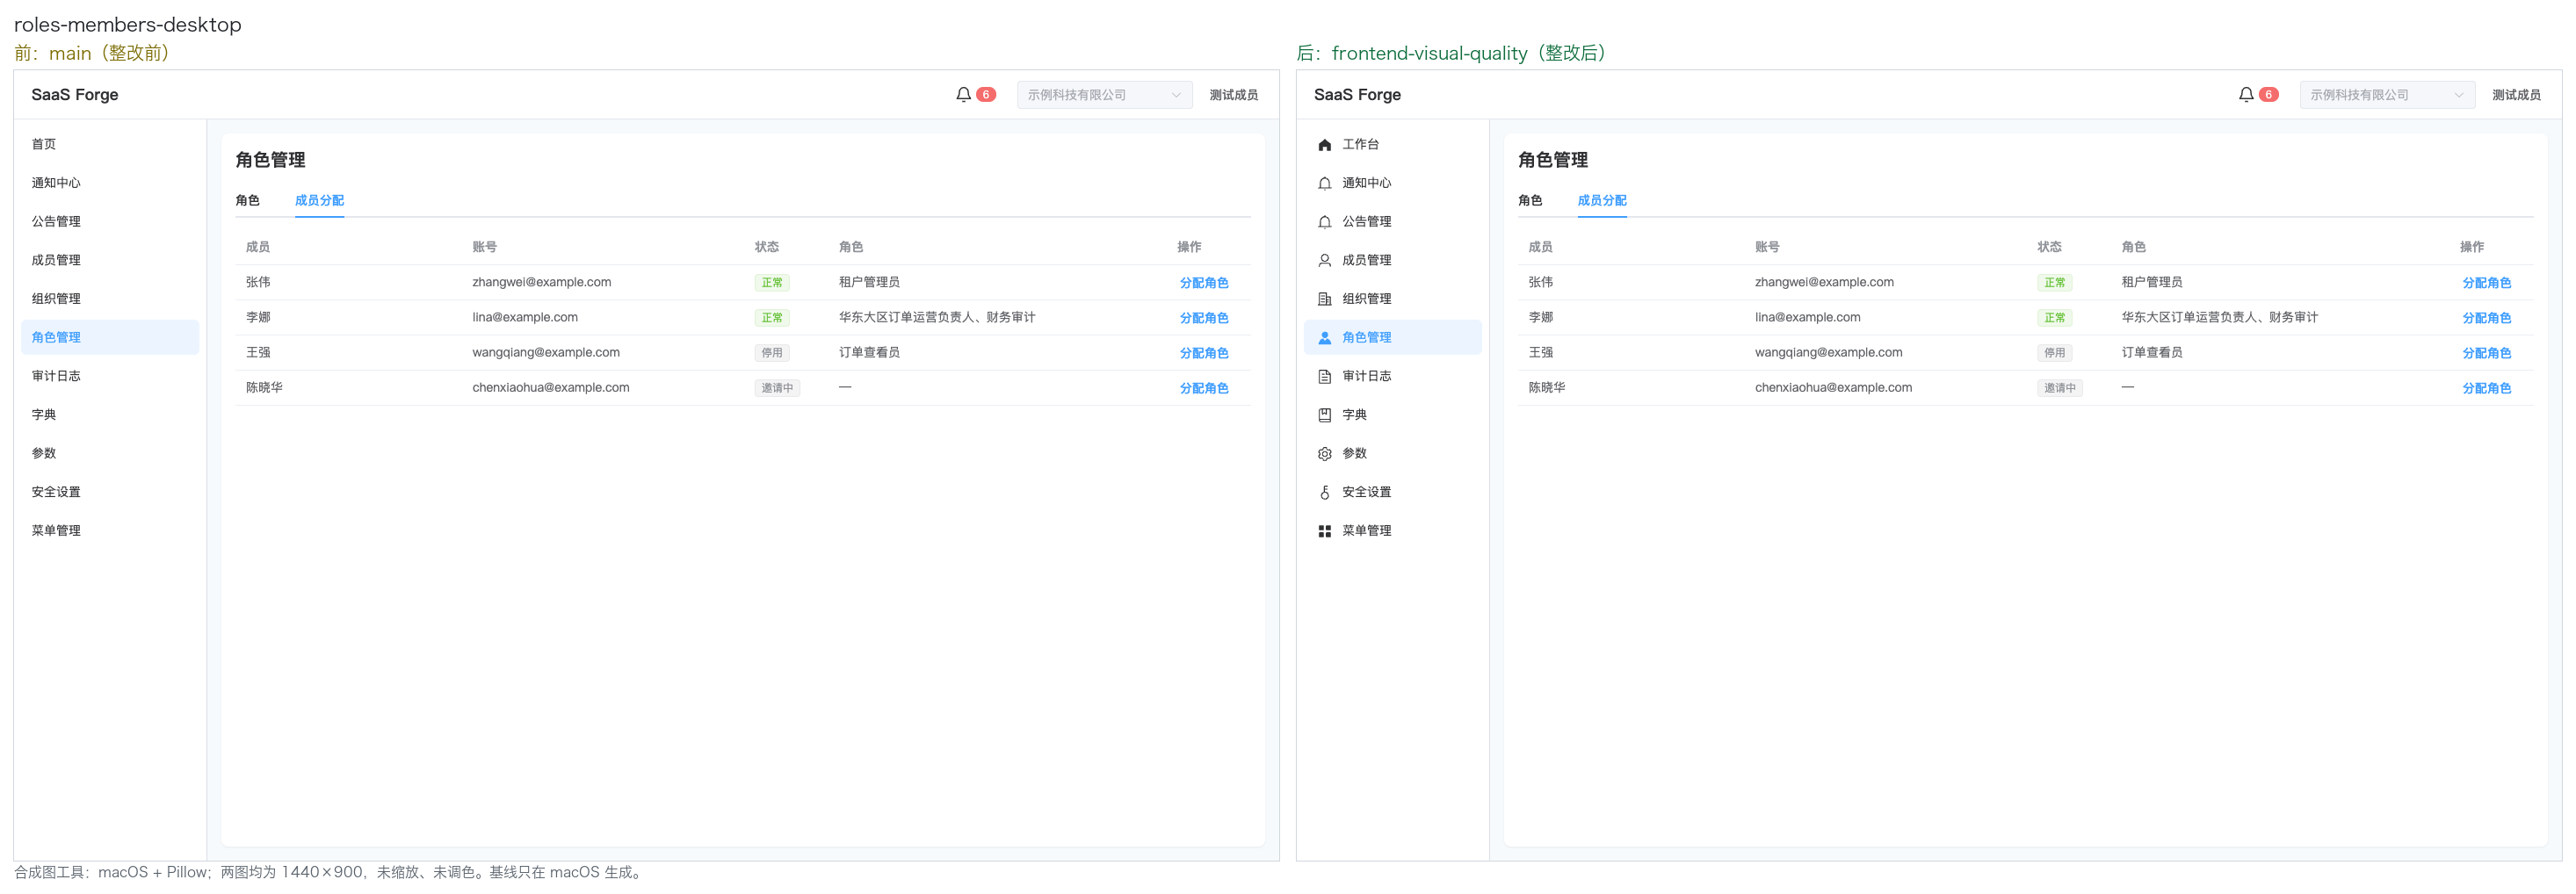 roles-members-desktop
前：main（整改前）
SaaS Forge
6
示例科技有限公司
测试成员
首页
通知中心
公告管理
成员管理
组织管理
角色管理
审计日志
字典
参数
安全设置
菜单管理
角色管理
角色 成员分配
成员 账号 状态 角色 操作
张伟 zhangwei@example.com 正常 租户管理员 分配角色
李娜 lina@example.com 正常 华东大区订单运营负责人、财务审计 分配角色
王强 wangqiang@example.com 停用 订单查看员 分配角色
陈晓华 chenxiaohua@example.com 邀请中 — 分配角色
后：frontend-visual-quality（整改后）
SaaS Forge
6
示例科技有限公司
测试成员
工作台
通知中心
公告管理
成员管理
组织管理
角色管理
审计日志
字典
参数
安全设置
菜单管理
角色管理
角色 成员分配
成员 账号 状态 角色 操作
张伟 zhangwei@example.com 正常 租户管理员 分配角色
李娜 lina@example.com 正常 华东大区订单运营负责人、财务审计 分配角色
王强 wangqiang@example.com 停用 订单查看员 分配角色
陈晓华 chenxiaohua@example.com 邀请中 — 分配角色
合成图工具：macOS + Pillow；两图均为 1440×900，未缩放、未调色。基线只在 macOS 生成。